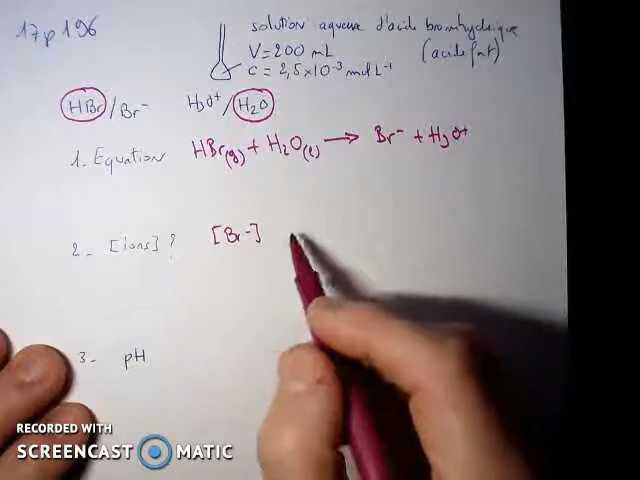 17 p 196
solution aqueuse d'acide bromhydrique
V = 200 mL (acide fort)
c = 2,5 × 10⁻³ mol L⁻¹
HBr / Br⁻ H₃O⁺ / H₂O
1. Equation HBr(g) + H₂O(l) → Br⁻ + H₃O⁺
2 - [ions] ? [Br⁻]
3 - pH
RECORDED WITH
SCREENCAST MATIC